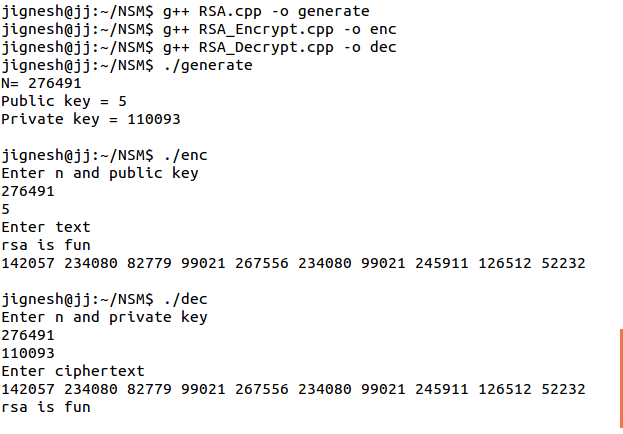 jignesh@jj:~/NSM$ g++ RSA.cpp -o generate
jignesh@jj:~/NSM$ g++ RSA_Encrypt.cpp -o enc
jignesh@jj:~/NSM$ g++ RSA_Decrypt.cpp -o dec
jignesh@jj:~/NSM$ ./generate
N= 276491
Public key = 5
Private key = 110093
jignesh@jj:~/NSM$ ./enc
Enter n and public key
276491
5
Enter text
rsa is fun
142057 234080 82779 99021 267556 234080 99021 245911 126512 52232
jignesh@jj:~/NSM$ ./dec
Enter n and private key
276491
110093
Enter ciphertext
142057 234080 82779 99021 267556 234080 99021 245911 126512 52232
rsa is fun